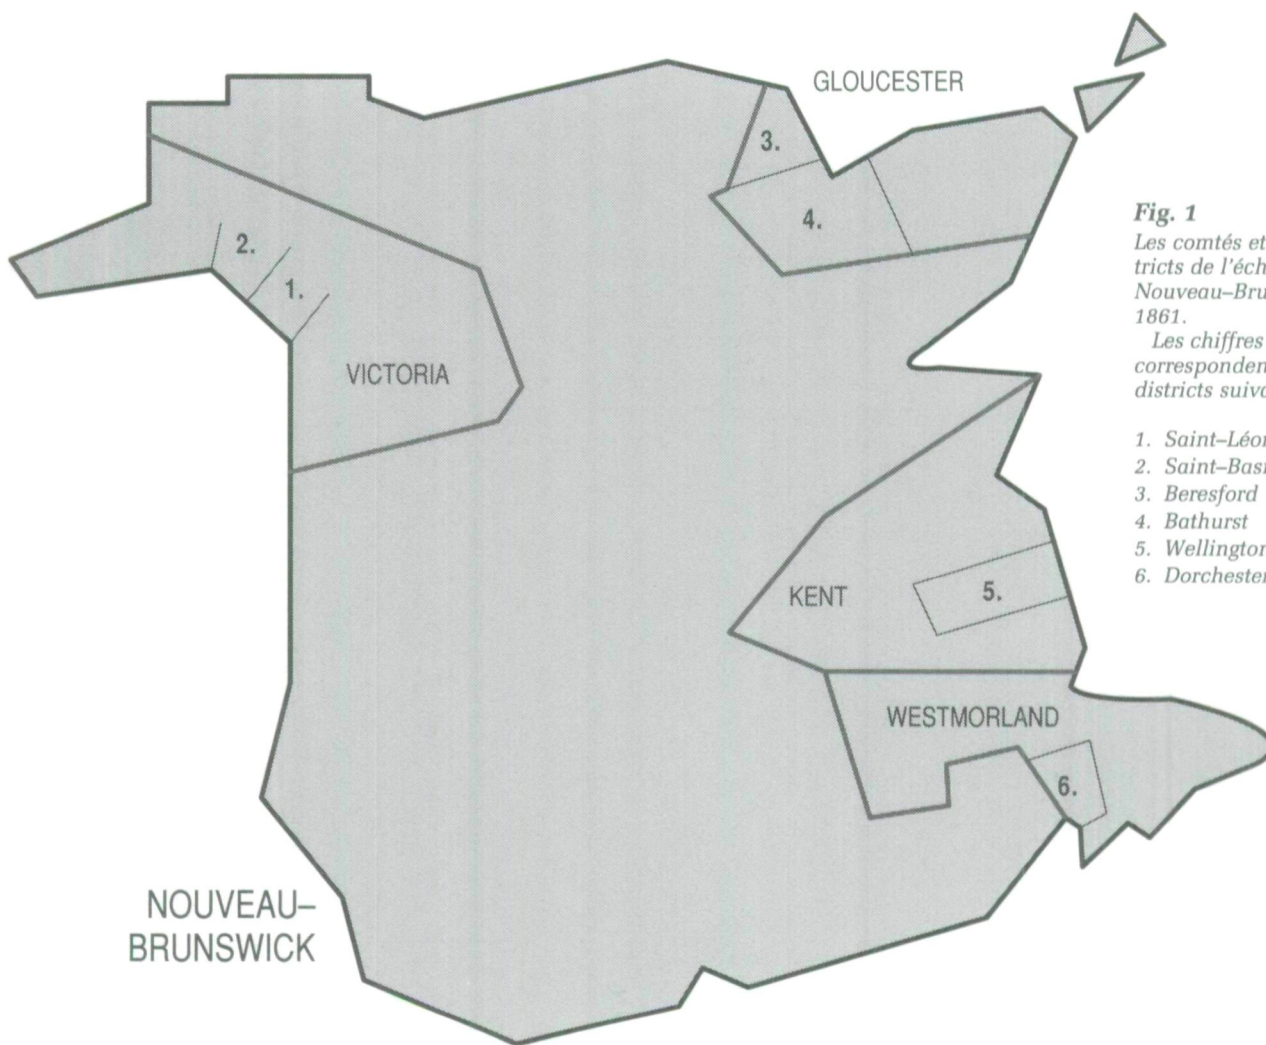 GLOUCESTER
3.
4.
2.
1.
VICTORIA
KENT
5.
WESTMORLAND
6.
NOUVEAU–
BRUNSWICK
Fig. 1
Les comtés et
tricts de l'éch
Nouveau–Bru
1861.
Les chiffres
corresponden
districts suiv
1. Saint–Léon
2. Saint–Basi
3. Beresford
4. Bathurst
5. Wellington
6. Dorchester